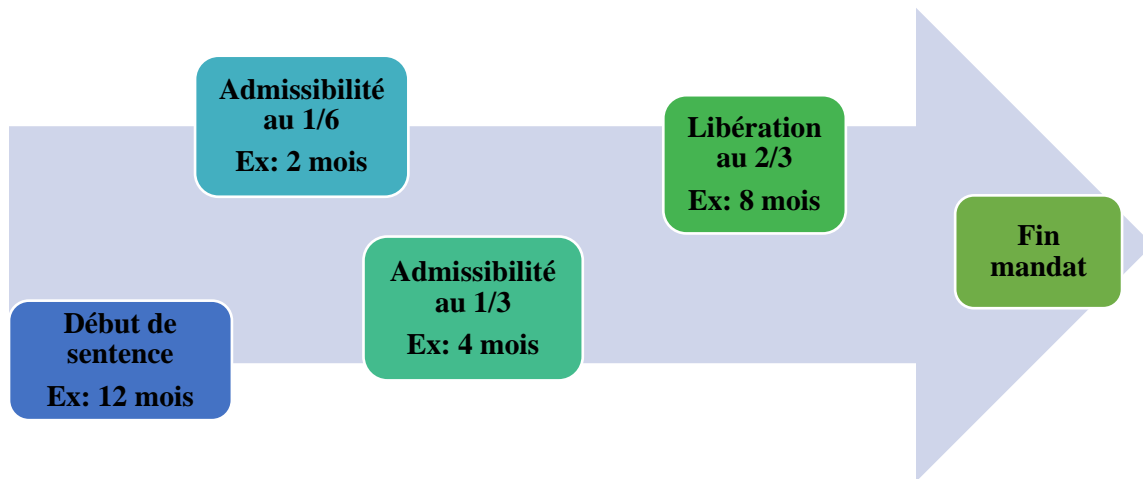 Début de
sentence
Ex: 12 mois
Admissibilité
au 1/6
Ex: 2 mois
Admissibilité
au 1/3
Ex: 4 mois
Libération
au 2/3
Ex: 8 mois
Fin
mandat